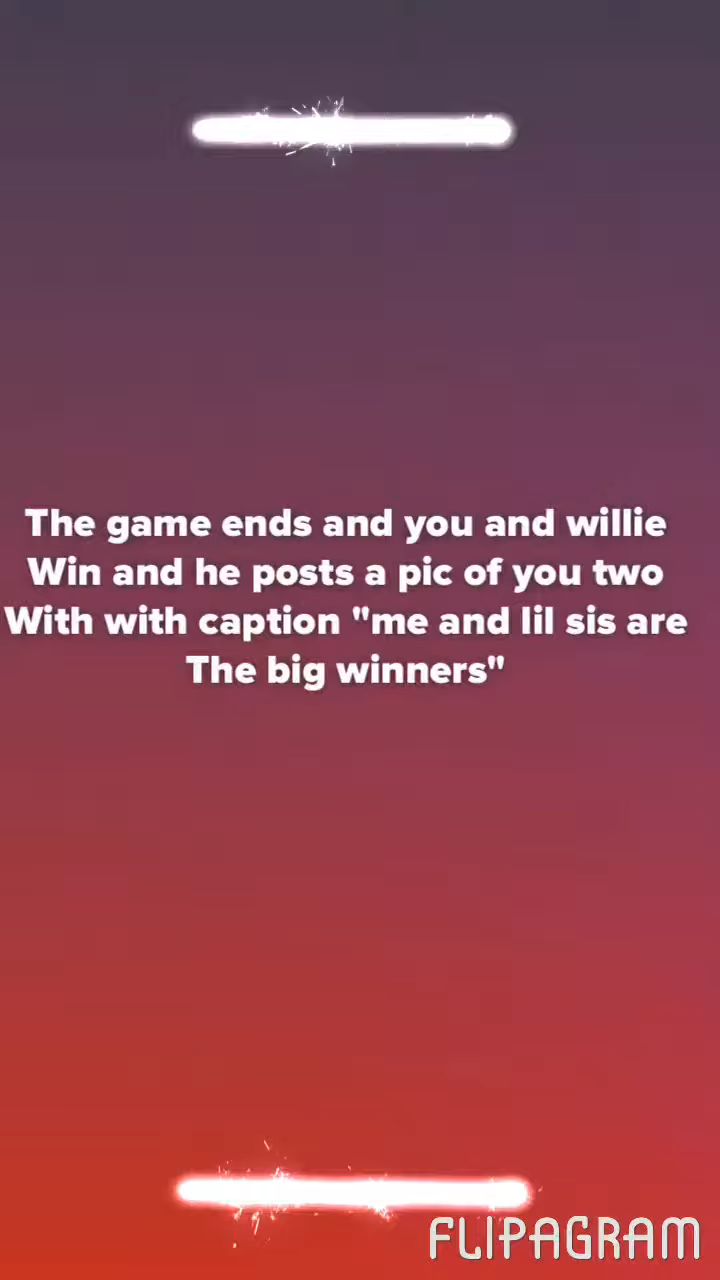 The game ends and you and willie
Win and he posts a pic of you two
With with caption "me and lil sis are
The big winners"
FLIPAGRAM